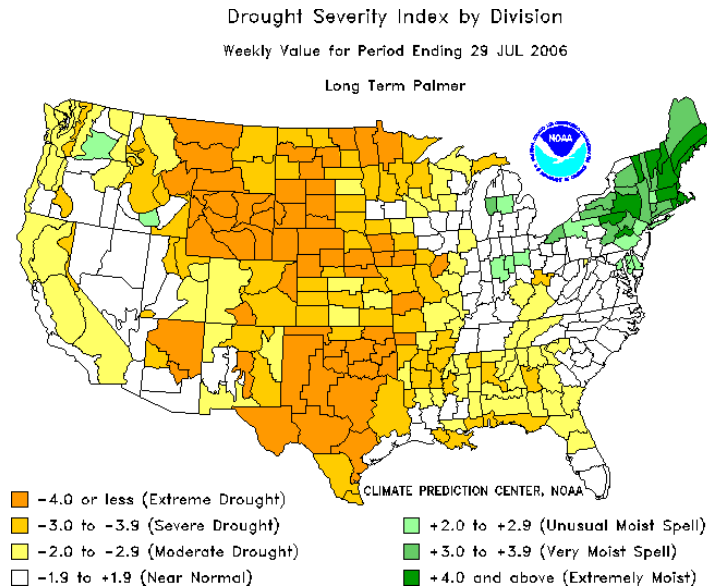 Drought Severity Index by Division
Weekly Value for Period Ending 29 JUL 2006
Long Term Palmer
NOAA
CLIMATE PREDICTION CENTER, NOAA
-4.0 or less (Extreme Drought)
-3.0 to -3.9 (Severe Drought)
-2.0 to -2.9 (Moderate Drought)
-1.9 to +1.9 (Near Normal)
+2.0 to +2.9 (Unusual Moist Spell)
+3.0 to +3.9 (Very Moist Spell)
+4.0 and above (Extremely Moist)